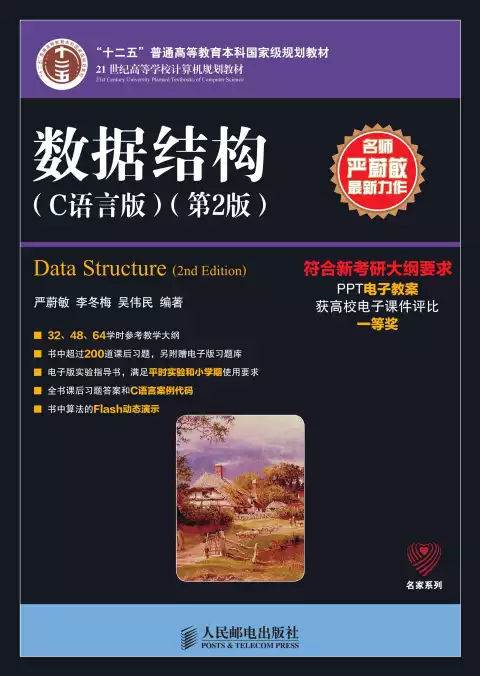 “十二五”普通高等教育本科国家级规划教材
21 世纪高等学校计算机规划教材
21st Century University Planned Textbooks of Computer Science
数据结构
(C语言版)(第2版)
名师
严蔚敏
最新力作
Data Structure (2nd Edition)
严蔚敏 李冬梅 吴伟民 编著
符合新考研大纲要求
PPT电子教案
获高校电子课件评比
一等奖
■ 32、48、64学时参考教学大纲
■ 书中超过200道课后习题，另附赠电子版习题库
■ 电子版实验指导书，满足平时实验和小学期使用要求
■ 全书课后习题答案和C语言案例代码
■ 书中算法的Flash动态演示
名家系列
人民邮电出版社
POSTS & TELECOM PRESS